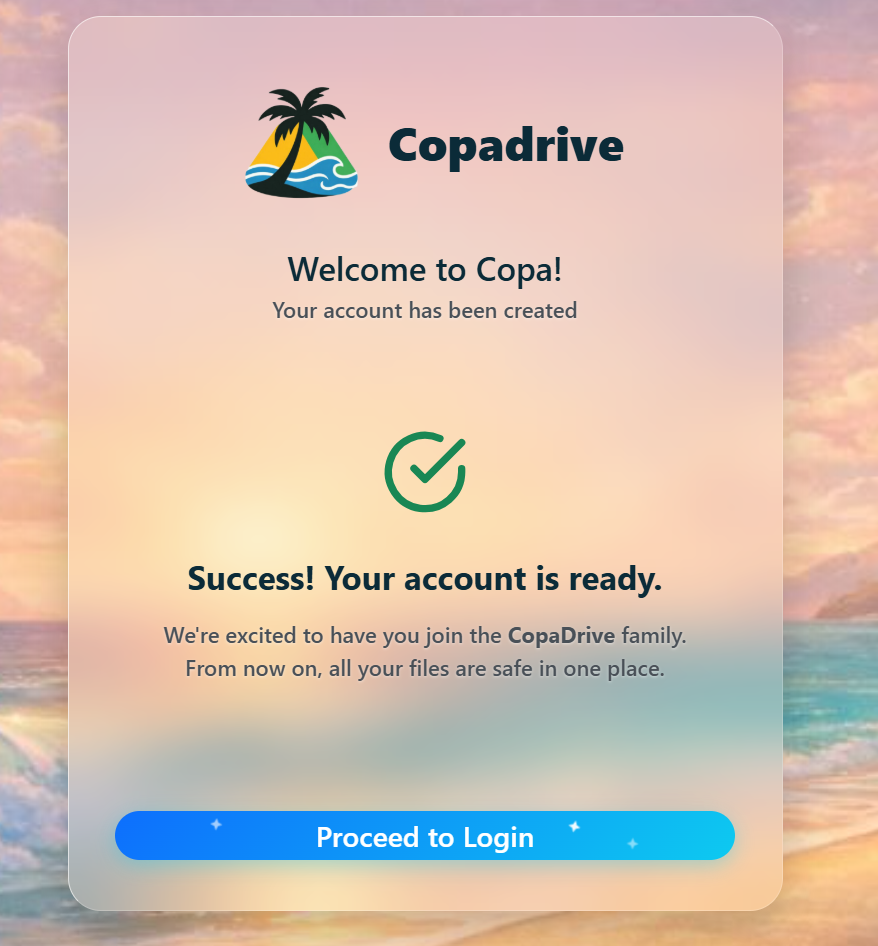 Copadrive
Welcome to Copa!
Your account has been created
Success! Your account is ready.
We're excited to have you join the CopaDrive family.
From now on, all your files are safe in one place.
Proceed to Login